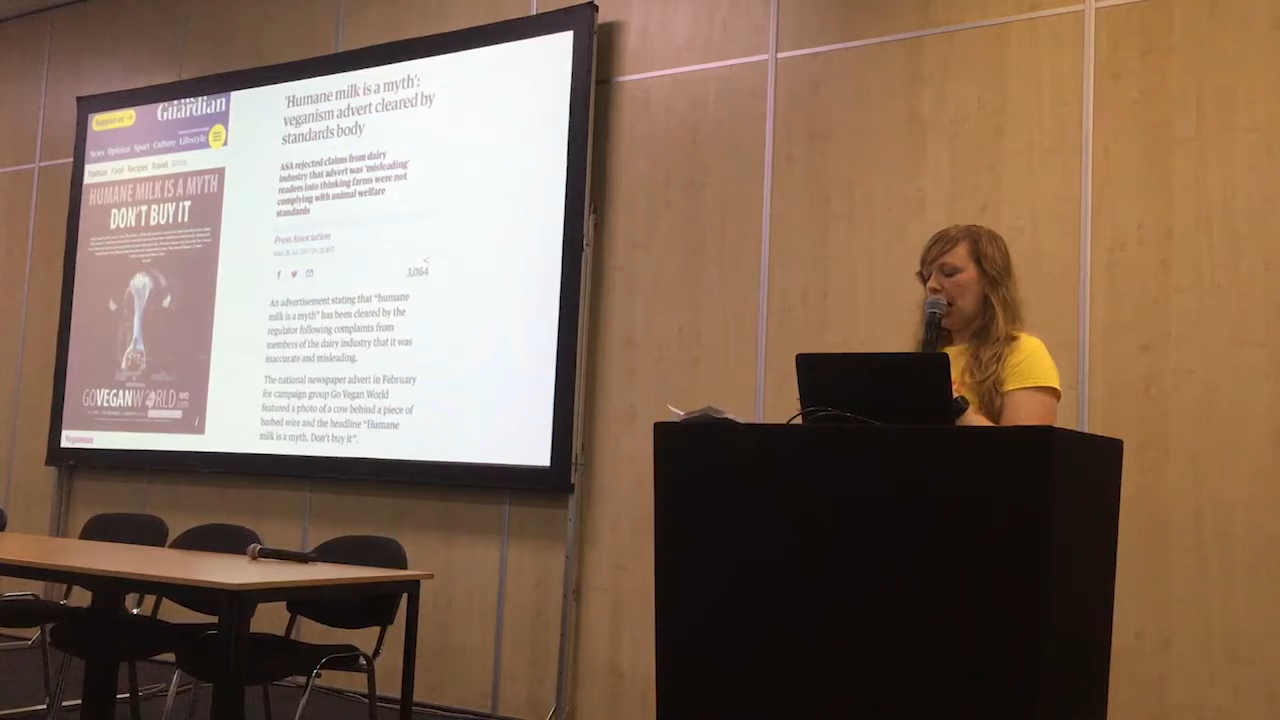 Support us →
Guardian
News Opinion Sport Culture Lifestyle
Fashion Food Recipes Travel More
HUMANE MILK IS A MYTH
DON'T BUY IT
GOVEGANWORLD
Veganism
'Humane milk is a myth':
veganism advert cleared by
standards body
ASA rejected claims from dairy
industry that advert was 'misleading'
readers into thinking farms were not
complying with animal welfare
standards
Press Association
3,064
An advertisement stating that "humane
milk is a myth" has been cleared by the
regulator following complaints from
members of the dairy industry that it was
inaccurate and misleading.
The national newspaper advert in February
for campaign group Go Vegan World
featured a photo of a cow behind a piece of
barbed wire and the headline "Humane
milk is a myth. Don't buy it".